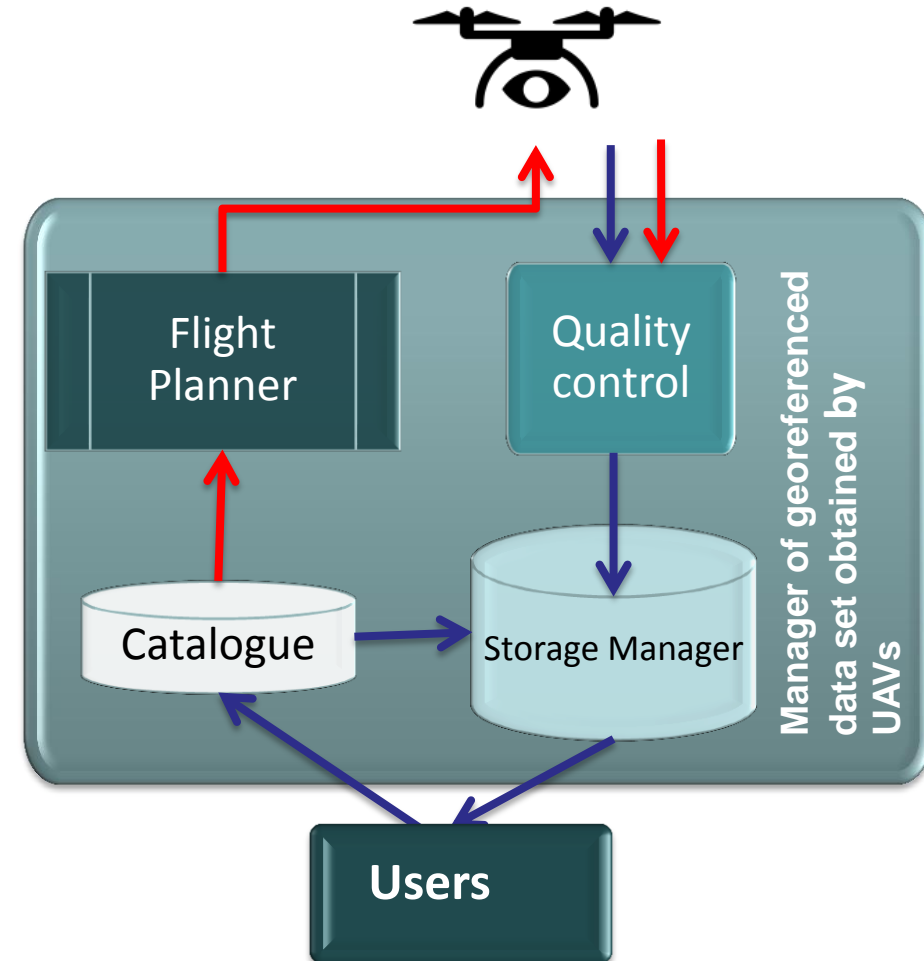 Flight
Planner
Quality
control
Catalogue
Storage Manager
Manager of georeferenced
data set obtained by
UAVs
Users